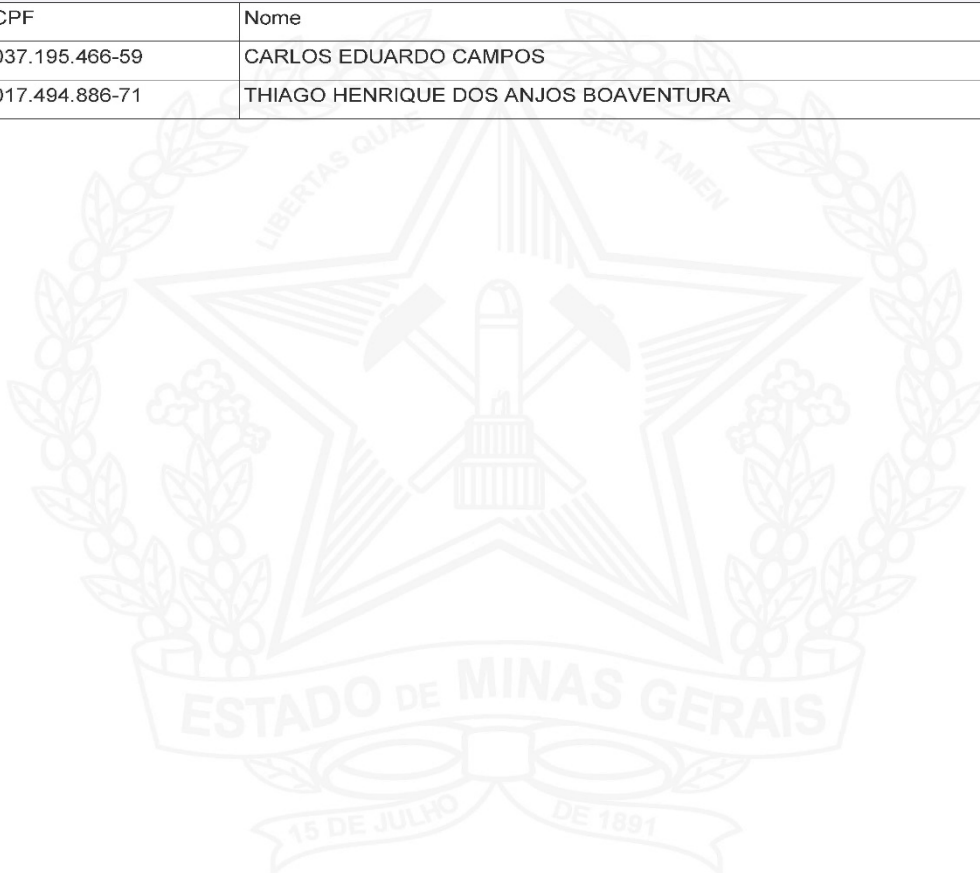 CPF Nome
037.195.466-59 CARLOS EDUARDO CAMPOS
017.494.886-71 THIAGO HENRIQUE DOS ANJOS BOAVENTURA
LIBERTAS QUAE SERA TAMEN
ESTADO DE MINAS GERAIS
15 DE JULHO DE 1891